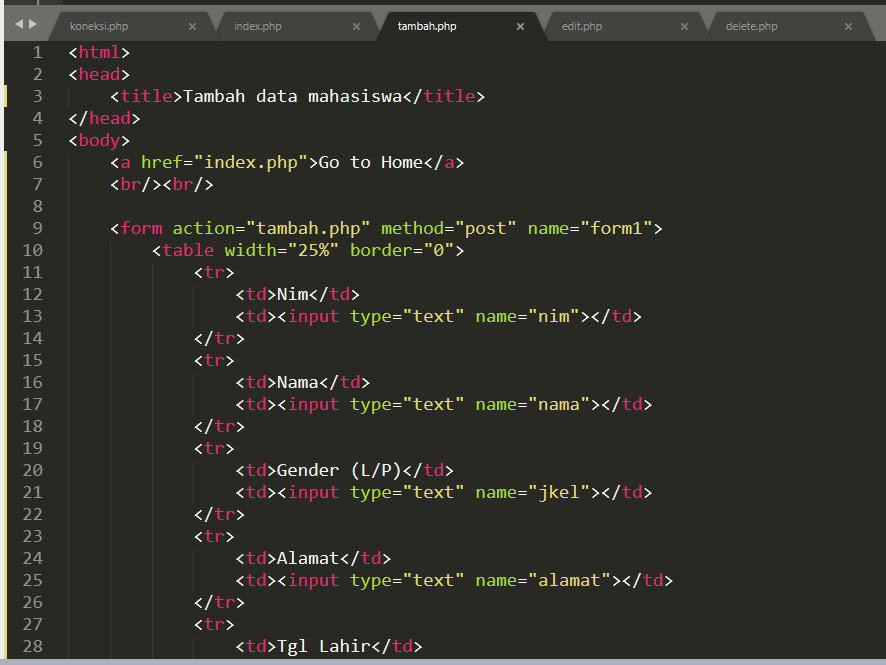 koneksi.php × index.php × tambah.php × edit.php × delete.php ×
1 <html>
2 <head>
3 <title>Tambah data mahasiswa</title>
4 </head>
5 <body>
6 <a href="index.php">Go to Home</a>
7 <br/><br/>
8
9 <form action="tambah.php" method="post" name="form1">
10 <table width="25%" border="0">
11 <tr>
12 <td>Nim</td>
13 <td><input type="text" name="nim"></td>
14 </tr>
15 <tr>
16 <td>Nama</td>
17 <td><input type="text" name="nama"></td>
18 </tr>
19 <tr>
20 <td>Gender (L/P)</td>
21 <td><input type="text" name="jkel"></td>
22 </tr>
23 <tr>
24 <td>Alamat</td>
25 <td><input type="text" name="alamat"></td>
26 </tr>
27 <tr>
28 <td>Tgl Lahir</td>